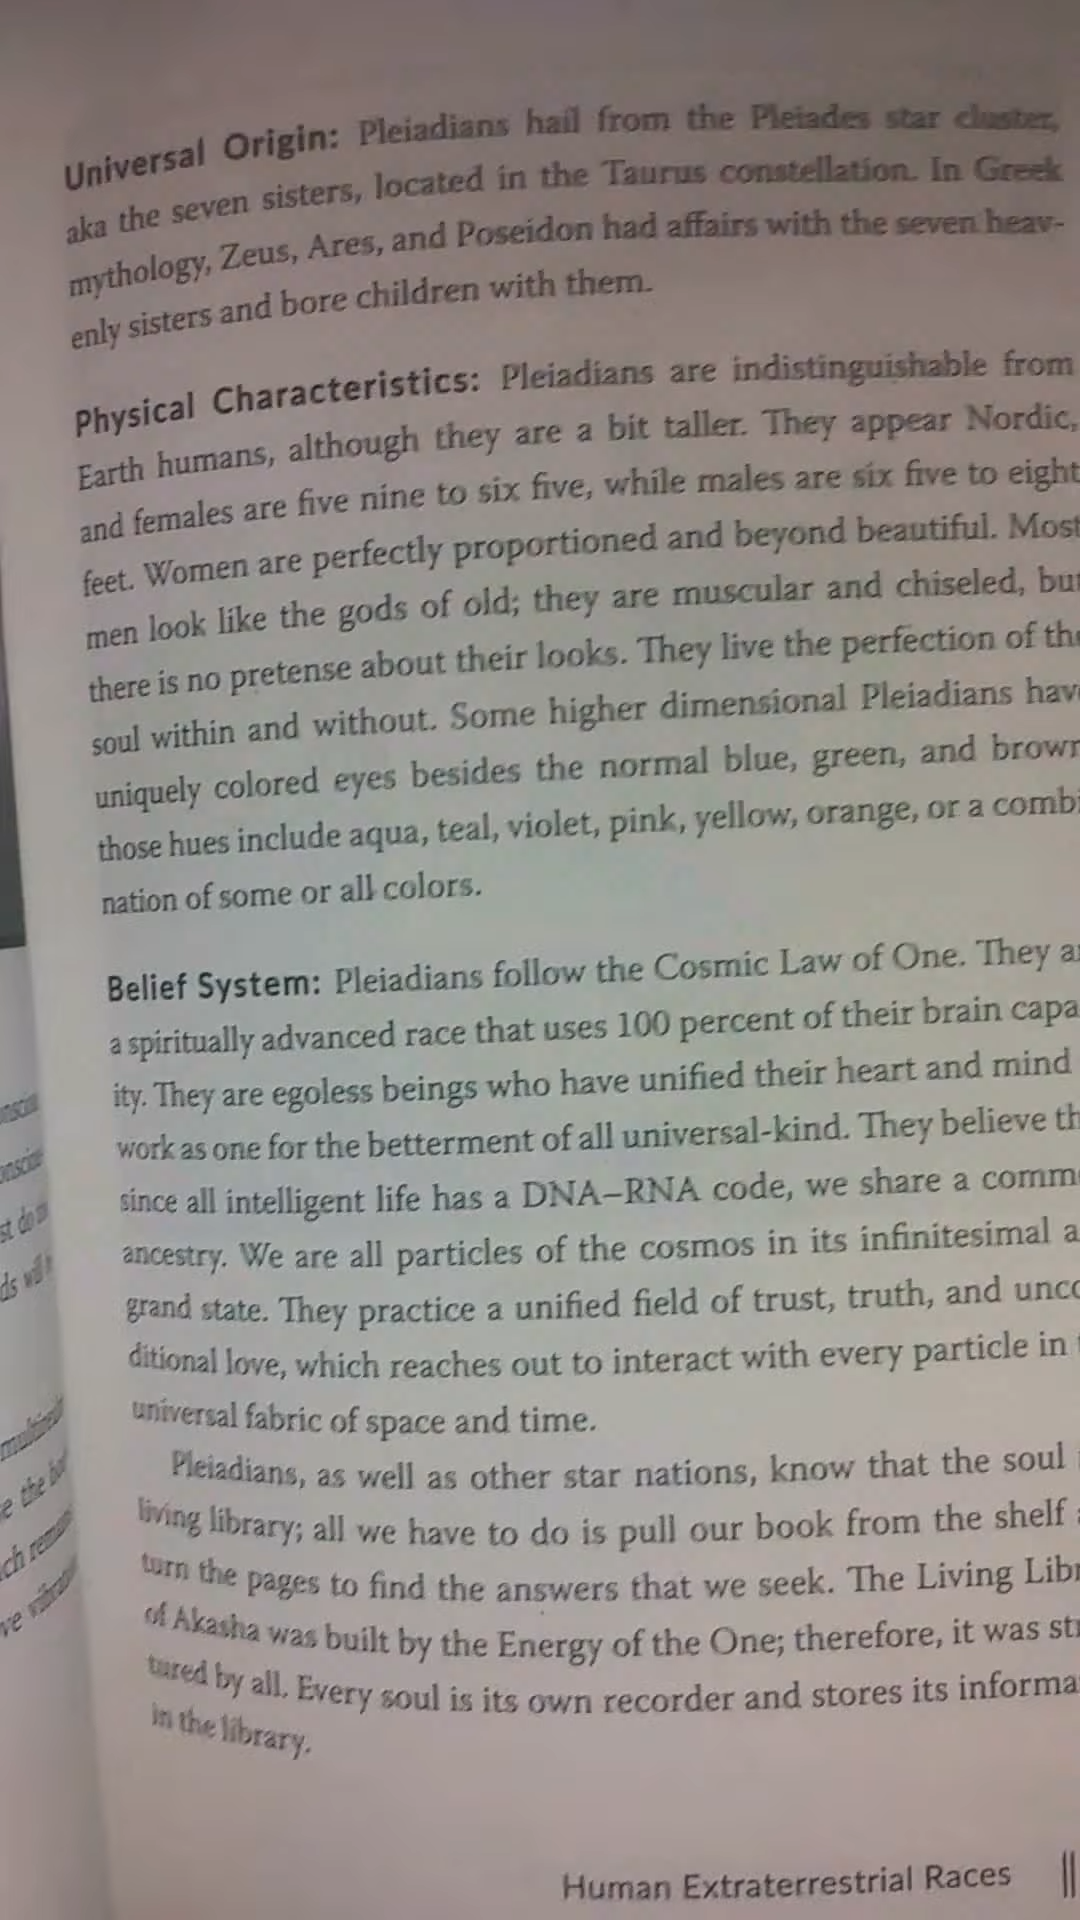 Universal Origin: Pleiadians hail from the Pleiades star cluster,
aka the seven sisters, located in the Taurus constellation. In Greek
mythology, Zeus, Ares, and Poseidon had affairs with the seven heav-
enly sisters and bore children with them.
Physical Characteristics: Pleiadians are indistinguishable from
Earth humans, although they are a bit taller. They appear Nordic,
and females are five nine to six five, while males are six five to eight
feet. Women are perfectly proportioned and beyond beautiful. Most
men look like the gods of old; they are muscular and chiseled, but
there is no pretense about their looks. They live the perfection of the
soul within and without. Some higher dimensional Pleiadians have
uniquely colored eyes besides the normal blue, green, and brown
those hues include aqua, teal, violet, pink, yellow, orange, or a combi
nation of some or all colors.
Belief System: Pleiadians follow the Cosmic Law of One. They a
a spiritually advanced race that uses 100 percent of their brain capa
ity. They are egoless beings who have unified their heart and mind
work as one for the betterment of all universal-kind. They believe th
since all intelligent life has a DNA–RNA code, we share a comm
ancestry. We are all particles of the cosmos in its infinitesimal a
grand state. They practice a unified field of trust, truth, and unco
ditional love, which reaches out to interact with every particle in
universal fabric of space and time.
Pleiadians, as well as other star nations, know that the soul
living library; all we have to do is pull our book from the shelf
turn the pages to find the answers that we seek. The Living Libr
of Akasha was built by the Energy of the One; therefore, it was str
tured by all. Every soul is its own recorder and stores its informa
in the library.
Human Extraterrestrial Races